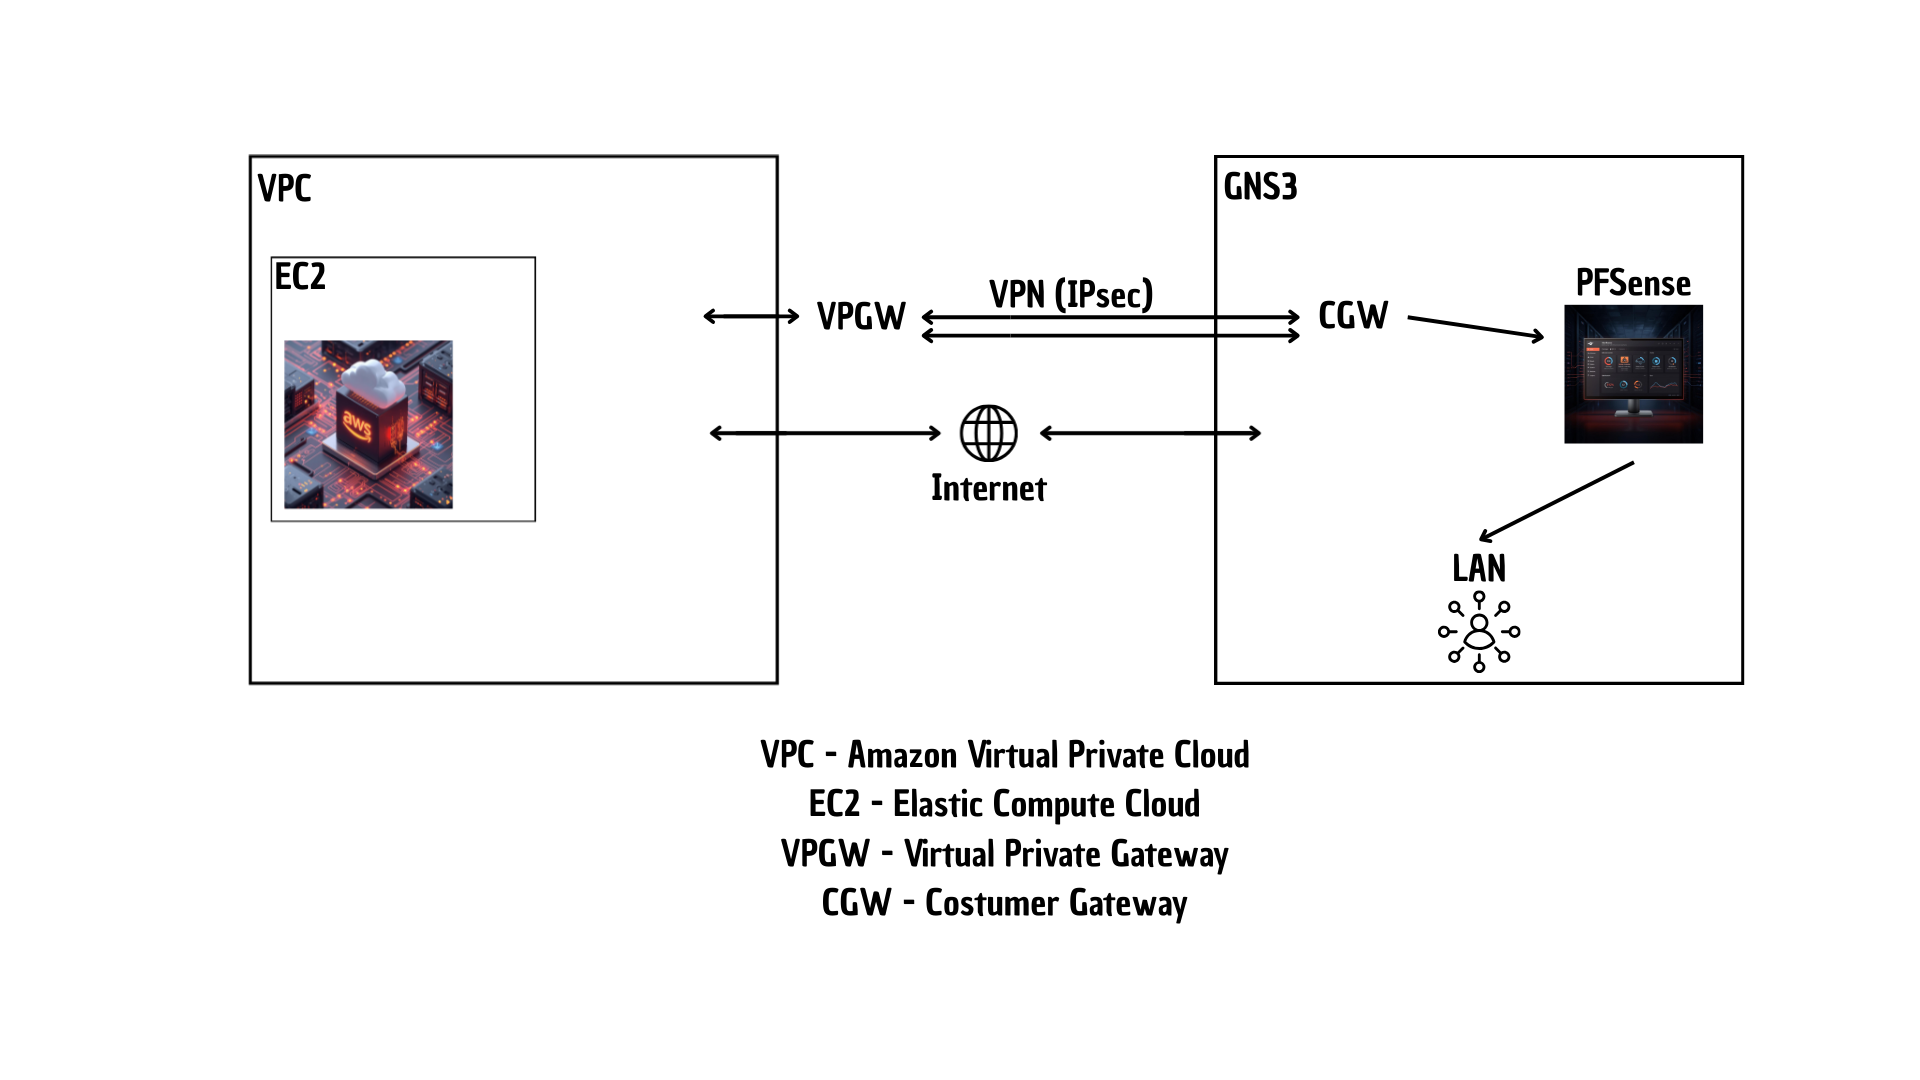 VPC
GNS3
EC2
aws
VPGW
VPN (IPsec)
CGW
PFSense
Internet
LAN
VPC - Amazon Virtual Private Cloud
EC2 - Elastic Compute Cloud
VPGW - Virtual Private Gateway
CGW - Costumer Gateway